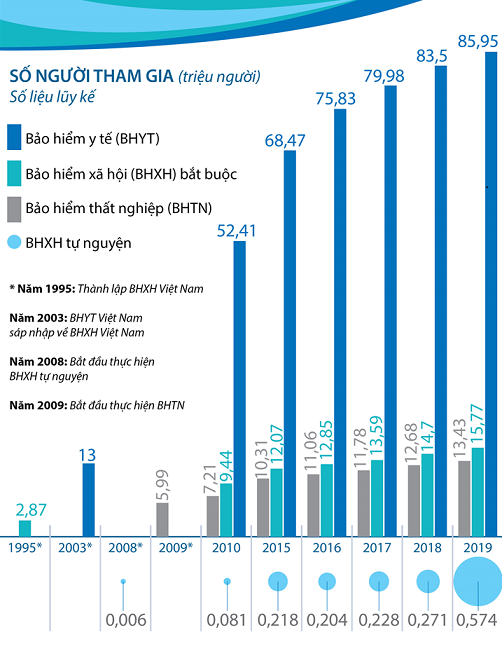 SỐ NGƯỜI THAM GIA (triệu người)
Số liệu lũy kế
Bảo hiểm y tế (BHYT)
Bảo hiểm xã hội (BHXH) bắt buộc
Bảo hiểm thất nghiệp (BHTN)
BHXH tự nguyện
* Năm 1995: Thành lập BHXH Việt Nam
Năm 2003: BHYT Việt Nam
sáp nhập về BHXH Việt Nam
Năm 2008: Bắt đầu thực hiện
BHXH tự nguyện
Năm 2009: Bắt đầu thực hiện BHTN
2,87
13
5,99
7,21
9,44
52,41
10,31
12,07
68,47
11,06
12,85
75,83
11,78
13,59
79,98
12,68
14,7
83,5
13,43
15,77
85,95
1995* 2003* 2008* 2009* 2010 2015 2016 2017 2018 2019
0,006 0,081 0,218 0,204 0,228 0,271 0,574